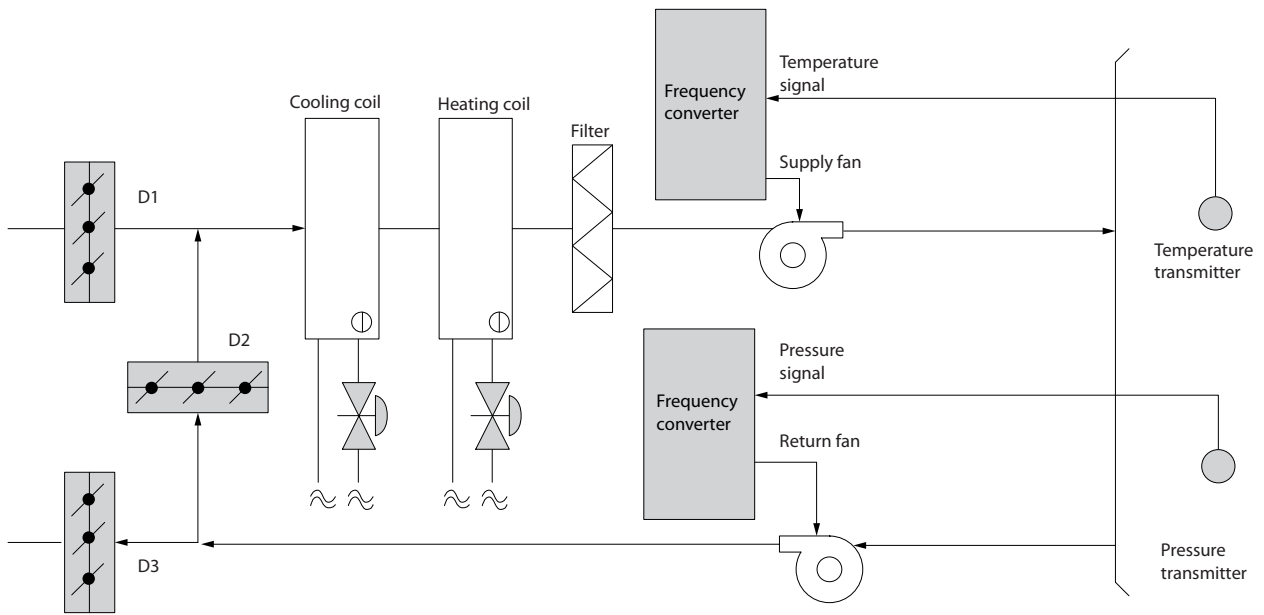 Temperature
signal
Frequency
converter
Cooling coil
Heating coil
Filter
Supply fan
D1
Temperature
transmitter
D2
Pressure
signal
Frequency
converter
Return fan
D3
Pressure
transmitter